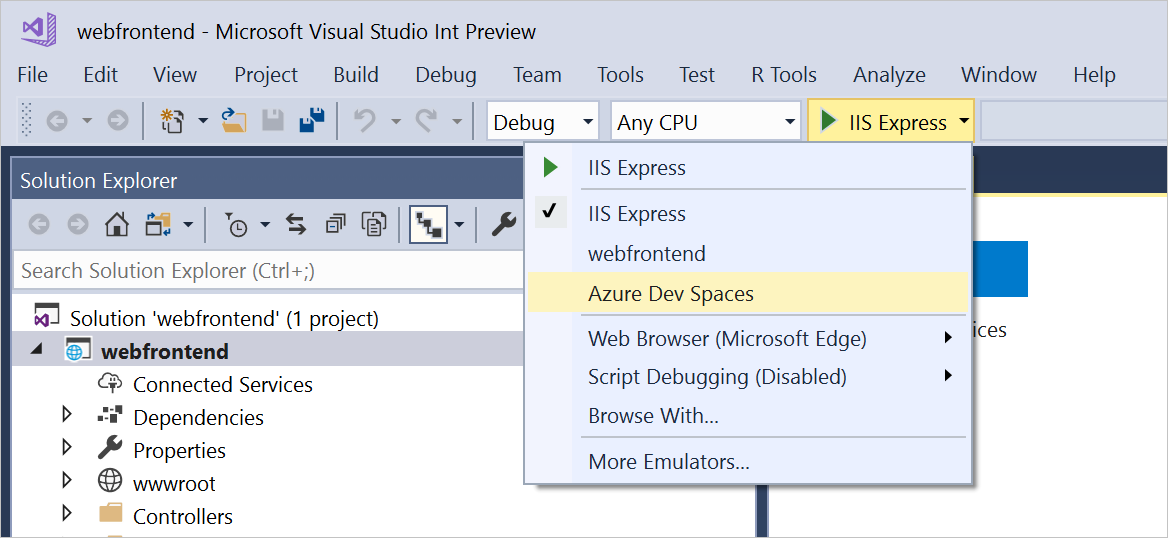 webfrontend - Microsoft Visual Studio Int Preview
File Edit View Project Build Debug Team Tools Test R Tools Analyze Window Help
Debug Any CPU IIS Express
Solution Explorer
Search Solution Explorer (Ctrl+;)
Solution 'webfrontend' (1 project)
webfrontend
Connected Services
Dependencies
Properties
wwwroot
Controllers
IIS Express
IIS Express
webfrontend
Azure Dev Spaces
Web Browser (Microsoft Edge)
Script Debugging (Disabled)
Browse With...
More Emulators...
ices